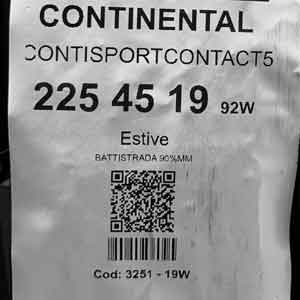 CONTINENTAL
CONTISPORTCONTACT5
225 45 19 92W
Estive
BATTISTRADA 90%MM
Cod: 3251 - 19W